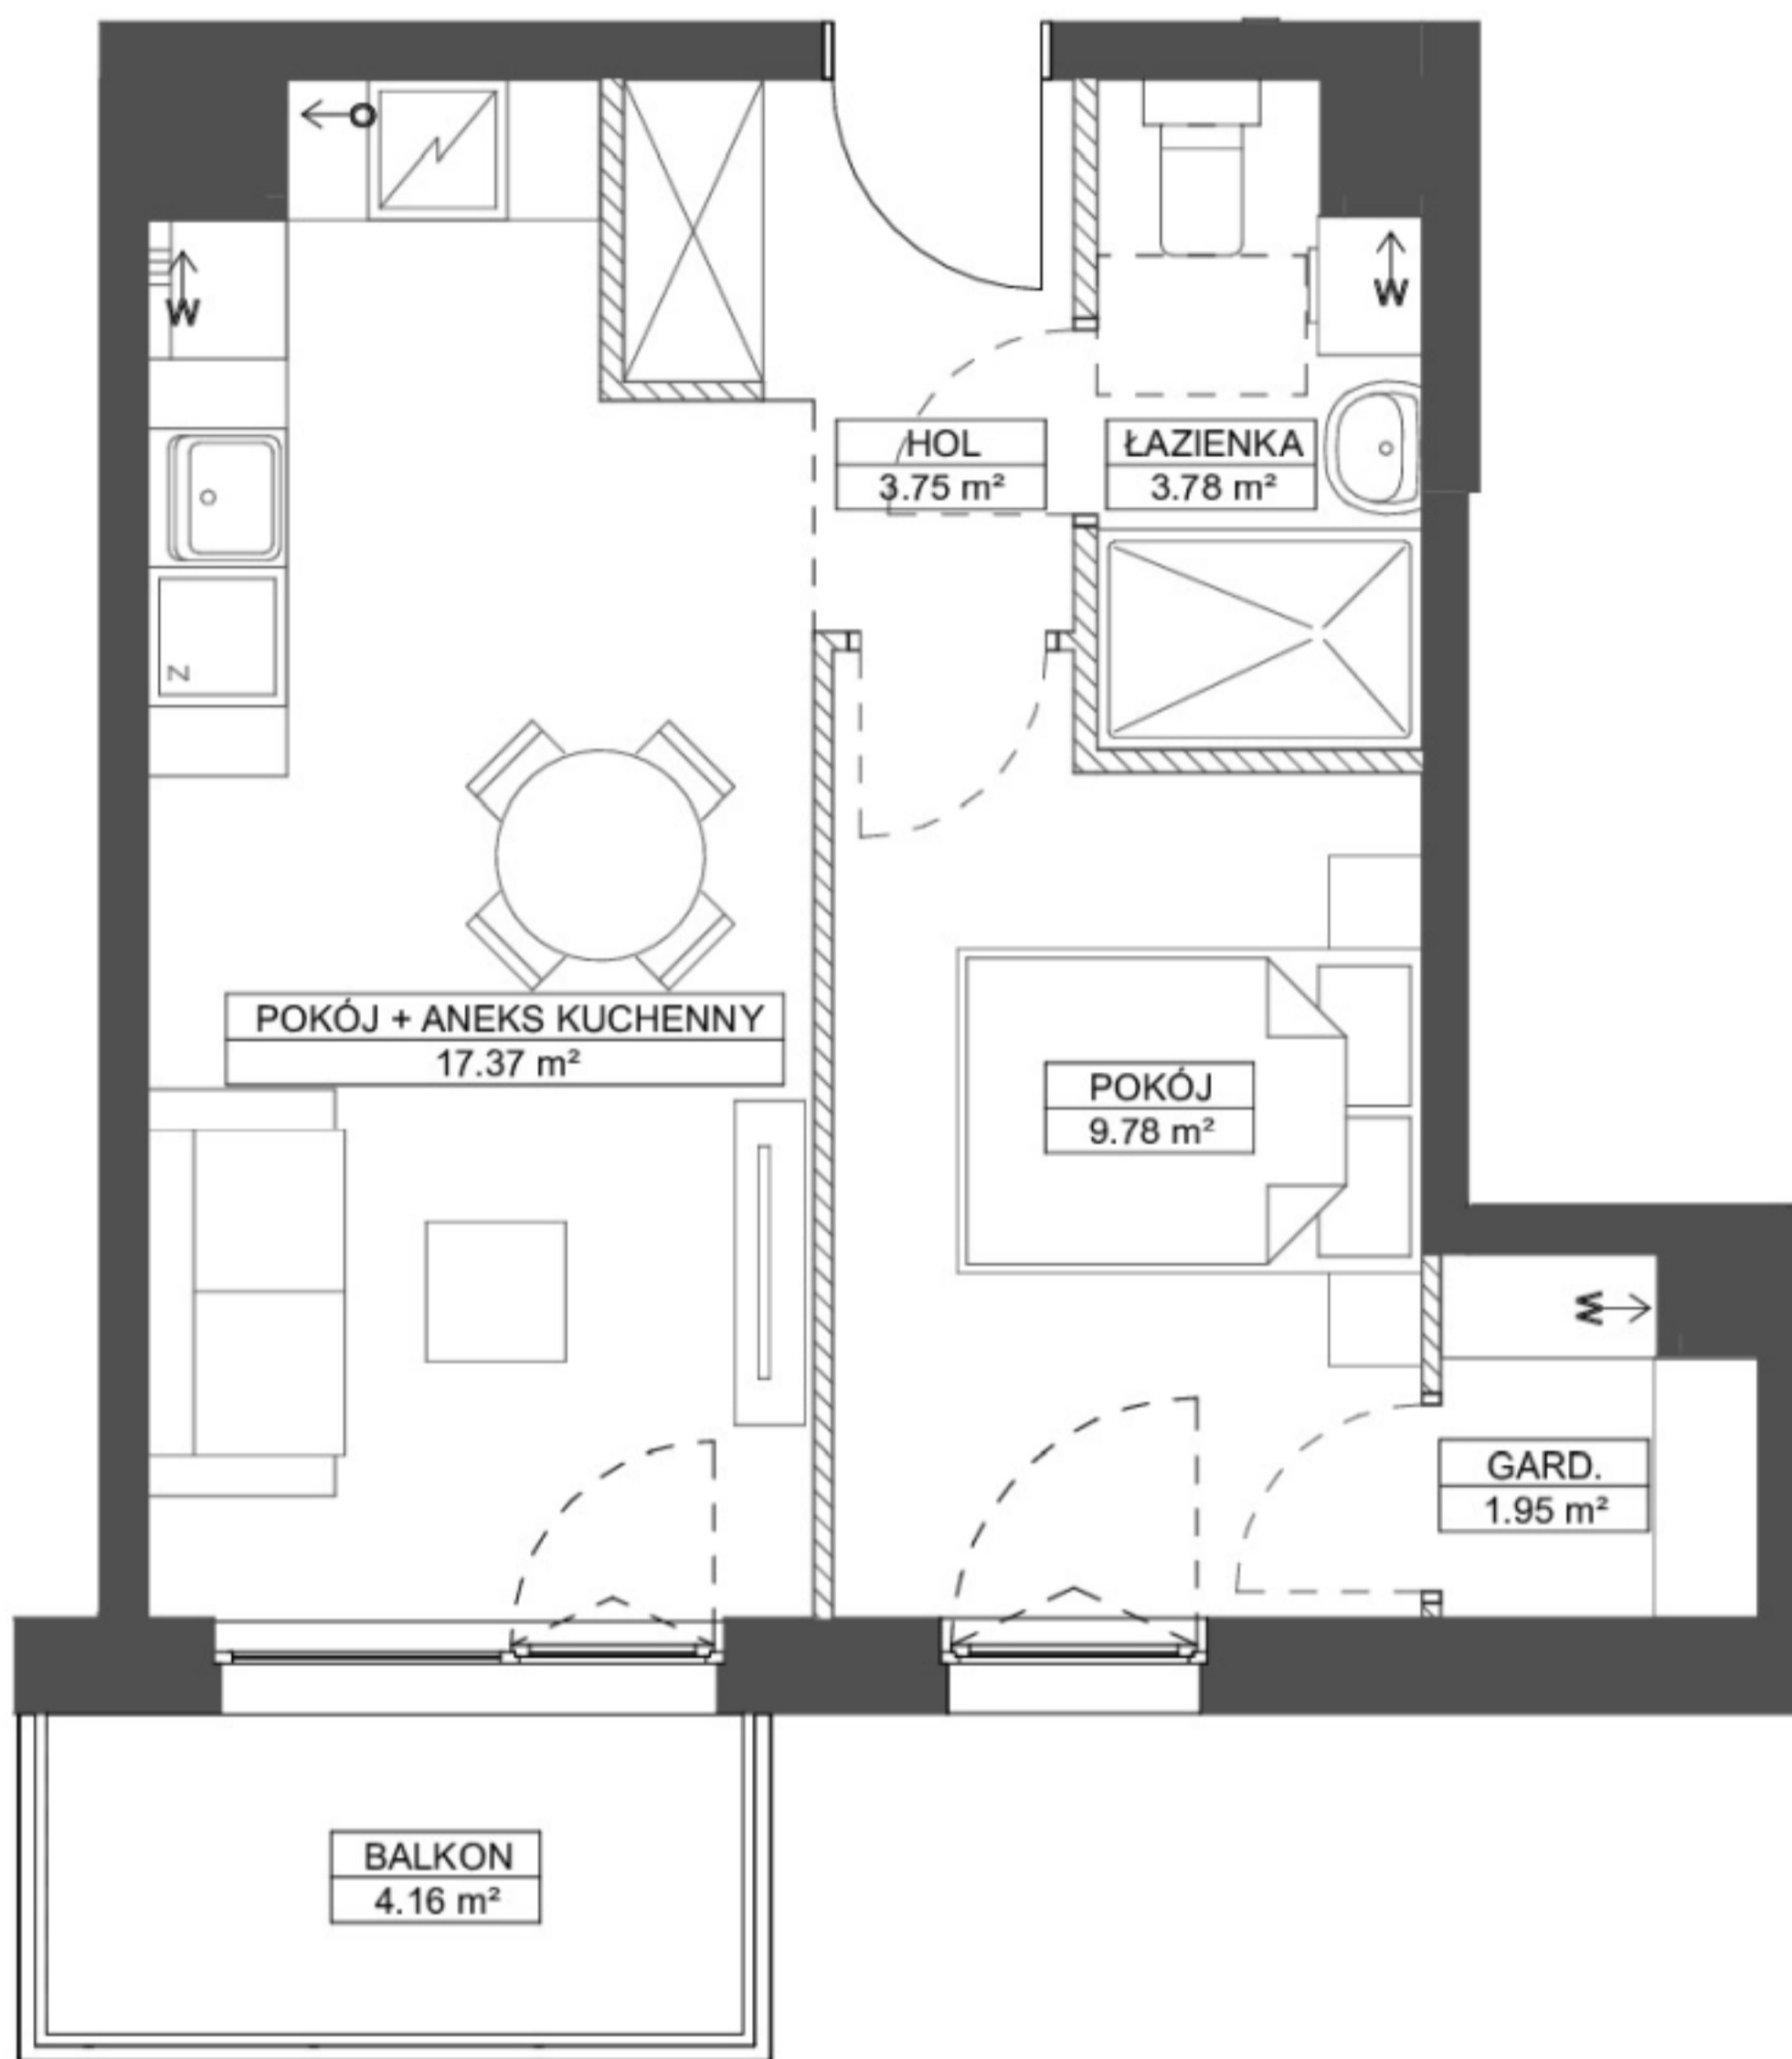 O
W
W
HOL
3.75 m²
ŁAZIENKA
3.78 m²
Z
POKÓJ + ANEKS KUCHENNY
17.37 m²
POKÓJ
9.78 m²
W
GARD.
1.95 m²
BALKON
4.16 m²